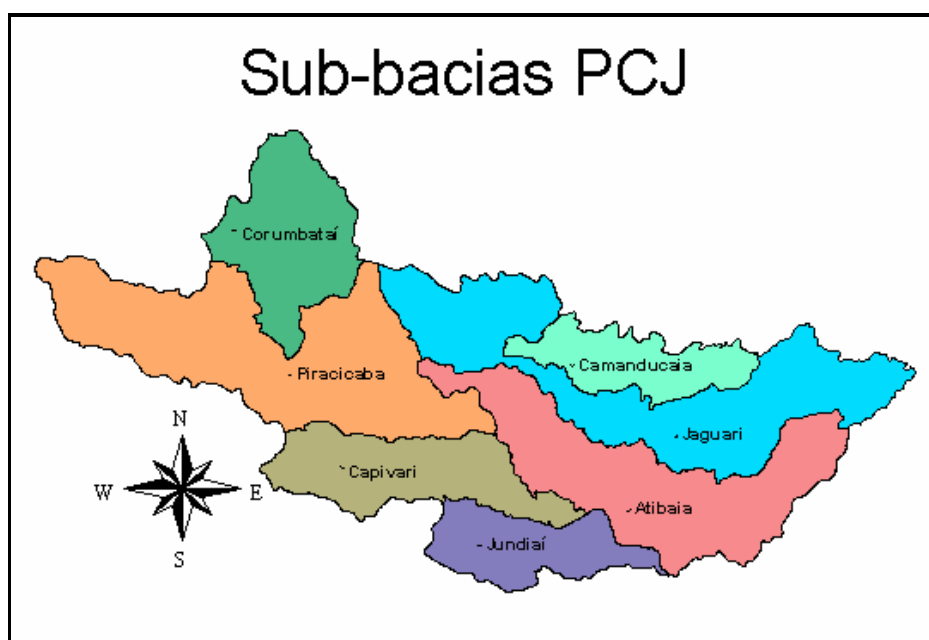 Sub-bacias PCJ
Corumbataí
Camanducaia
Piracicaba
Jaguari
N
Capivari
W
E
Atibaia
Jundiaí
S